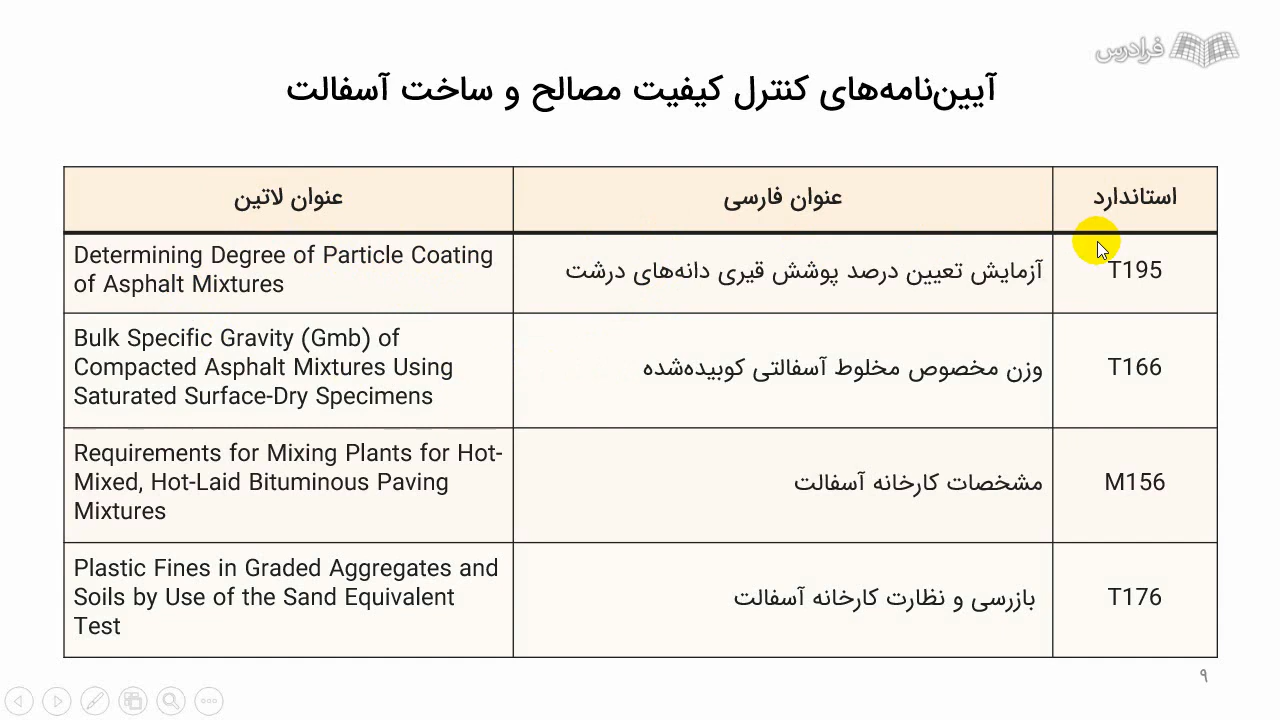 فرادرس
آیین‌نامه‌های کنترل کیفیت مصالح و ساخت آسفالت
استاندارد
عنوان فارسی
عنوان لاتین
T195
آزمایش تعیین درصد پوشش قیری دانه‌های درشت
Determining Degree of Particle Coating
of Asphalt Mixtures
T166
وزن مخصوص مخلوط آسفالتی کوبیده‌شده
Bulk Specific Gravity (Gmb) of
Compacted Asphalt Mixtures Using
Saturated Surface-Dry Specimens
M156
مشخصات کارخانه آسفالت
Requirements for Mixing Plants for Hot-
Mixed, Hot-Laid Bituminous Paving
Mixtures
T176
بازرسی و نظارت کارخانه آسفالت
Plastic Fines in Graded Aggregates and
Soils by Use of the Sand Equivalent
Test
۹